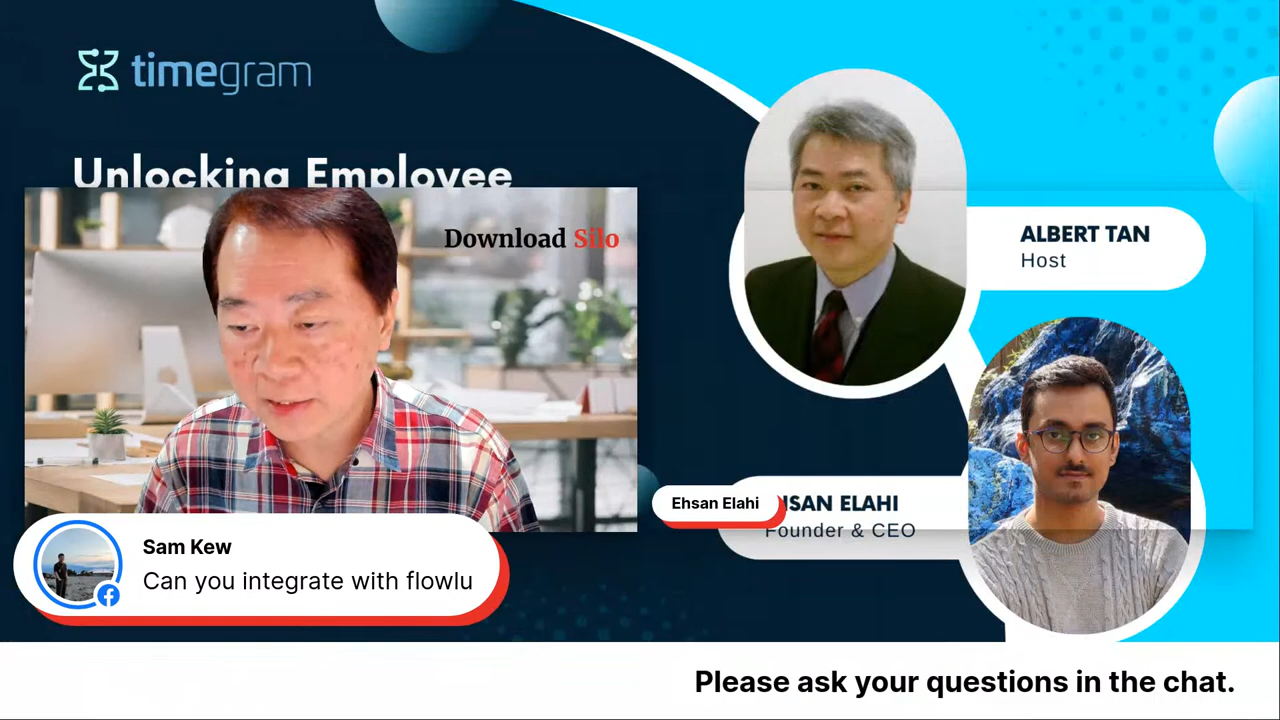 timegram
Unlocking Employee
Download Silo
ALBERT TAN
Host
Ehsan Elahi
HSAN ELAHI
Founder & CEO
Sam Kew
Can you integrate with flowlu
Please ask your questions in the chat.